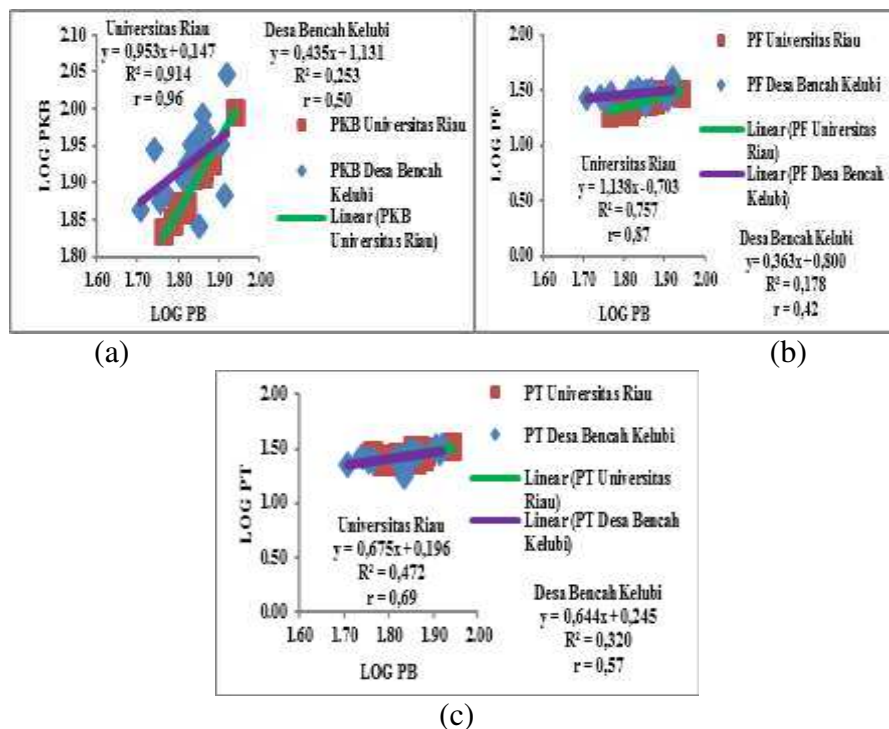 Universitas Riau
y = 0,953x+0,147
R² = 0,914
r = 0,96
Desa Bencah Kelubi
y = 0,435x+1,131
R² = 0,253
r = 0,50
2.10
2.05
2.00
1.95
1.90
1.85
1.80
LOG PKB
1.60 1.70 1.80 1.90 2.00
LOG PB
PKB Universitas Riau
PKB Desa Bencah
Kelubi
Linear (PKB
Universitas Riau)
(a)
2.00
1.50
1.00
0.50
0.00
LOG PF
1.60 1.70 1.80 1.90 2.00
LOG PB
PF Universitas Riau
PF Desa Bencah Kelubi
Linear (PF Universitas
Riau)
Linear (PF Desa Bencah
Kelubi)
Universitas Riau
y = 1,138x-0,703
R² = 0,757
r= 0,87
Desa Bencah Kelubi
y= 0,363x+0,800
R² = 0,178
r = 0,42
(b)
2.00
1.50
1.00
0.50
0.00
LOG PT
1.60 1.70 1.80 1.90 2.00
LOG PB
PT Universitas Riau
PT Desa Bencah Kelubi
Linear (PT Universitas
Riau)
Linear (PT Desa Bencah
Kelubi)
Universitas Riau
y = 0,675x+0,196
R² = 0,472
r = 0,69
Desa Bencah Kelubi
y = 0,644x+0,245
R² = 0,320
r = 0,57
(c)